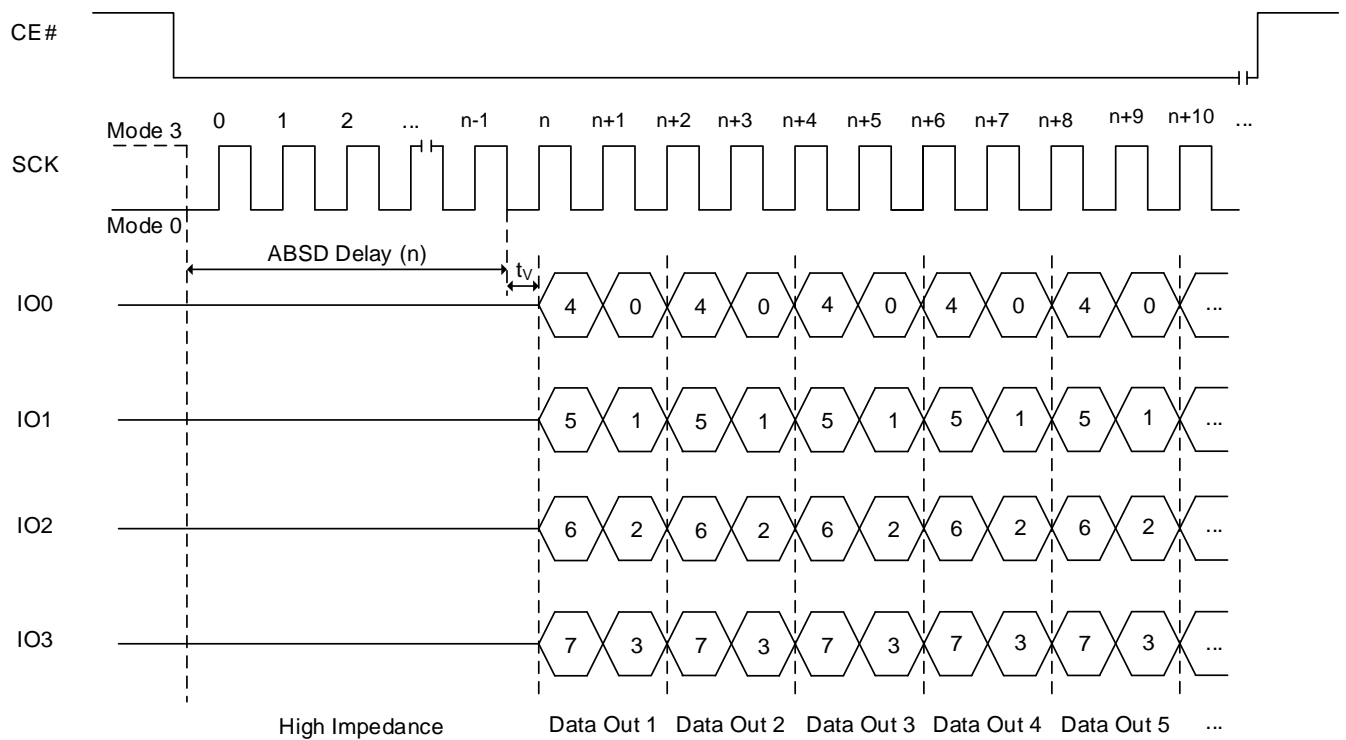 CE#
0 1 2 ... n-1 n n+1 n+2 n+3 n+4 n+5 n+6 n+7 n+8 n+9 n+10 ...
Mode 3
SCK
Mode 0
ABSD Delay (n)
tV
IO0 4 0 4 0 4 0 4 0 4 0 ...
IO1 5 1 5 1 5 1 5 1 5 1 ...
IO2 6 2 6 2 6 2 6 2 6 2 ...
IO3 7 3 7 3 7 3 7 3 7 3 ...
High Impedance Data Out 1 Data Out 2 Data Out 3 Data Out 4 Data Out 5 ...